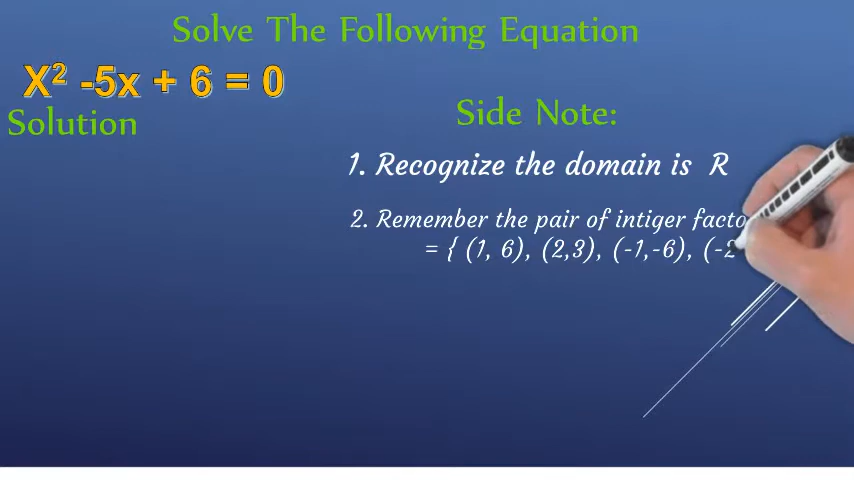 Solve The Following Equation
X² -5x + 6 = 0
Solution
Side Note:
1. Recognize the domain is R
2. Remember the pair of intiger facto
= { (1, 6), (2,3), (-1,-6), (-2